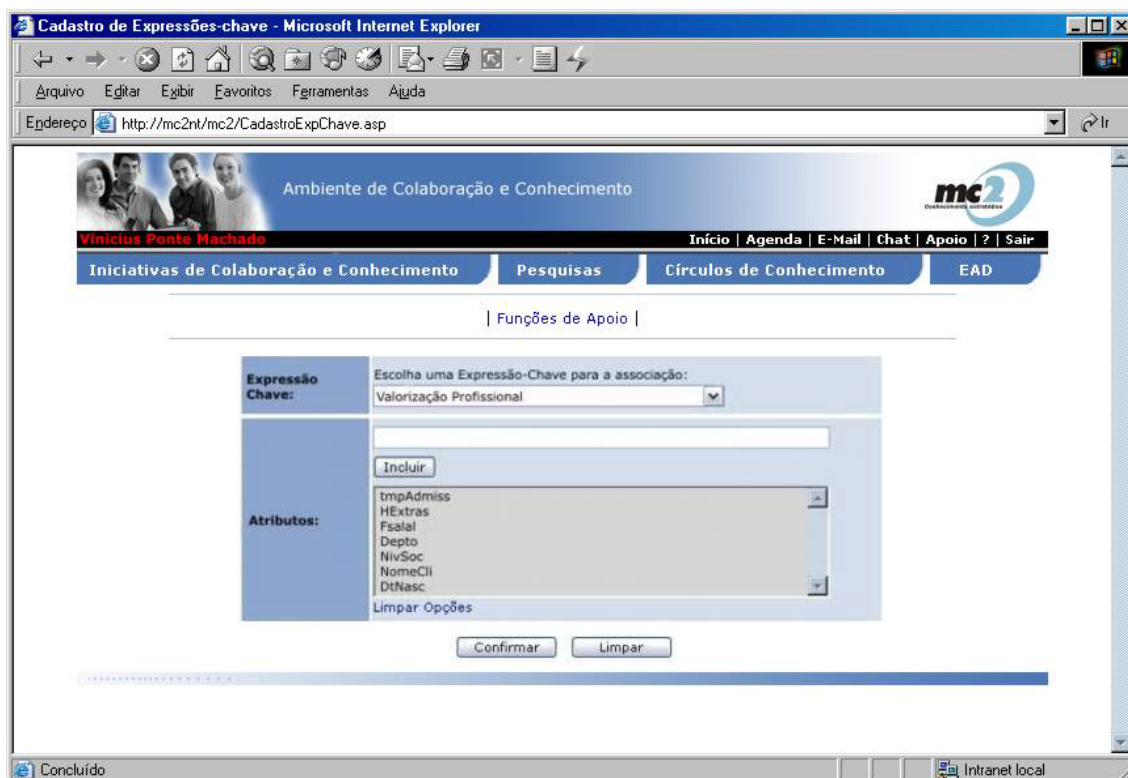 Cadastro de Expressões-chave - Microsoft Internet Explorer
Arquivo Editar Exibir Favoritos Ferramentas Ajuda
Endereço http://mc2nt/mc2/CadastroExpChave.asp Ir
Ambiente de Colaboração e Conhecimento
mc2
Conhecimento estratégico
Vinicius Ponte Machado
Início | Agenda | E-Mail | Chat | Apoio | ? | Sair
Iniciativas de Colaboração e Conhecimento Pesquisas Círculos de Conhecimento EAD
| Funções de Apoio |
Expressão Chave:
Escolha uma Expressão-Chave para a associação:
Valorização Profissional
Atributos:
Incluir
tmpAdmiss
HExtras
Fsalal
Depto
NivSoc
NomeCli
DtNasc
Limpar Opções
Confirmar Limpar
Concluído Intranet local